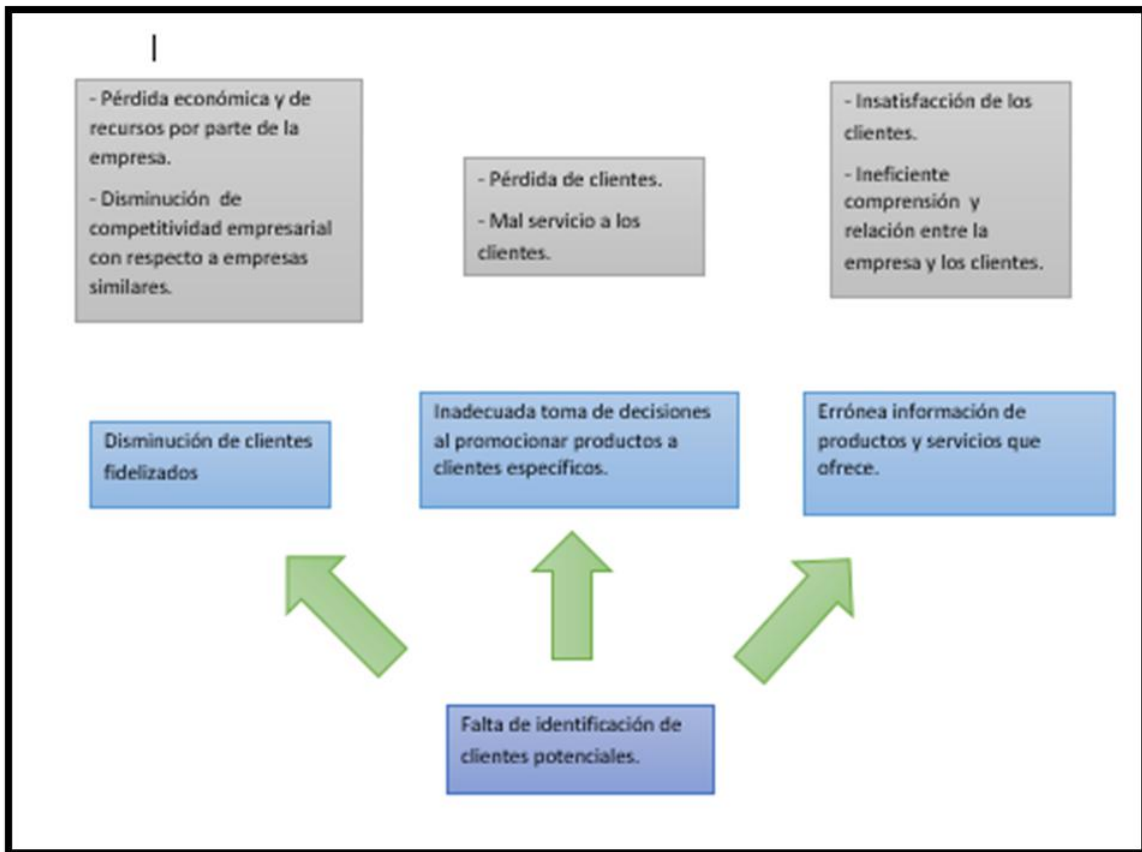 - Pérdida económica y de
recursos por parte de la
empresa.
- Disminución de
competitividad empresarial
con respecto a empresas
similares.
- Pérdida de clientes.
- Mal servicio a los
clientes.
- Insatisfacción de los
clientes.
- Ineficiente
comprensión y
relación entre la
empresa y los clientes.
Disminución de clientes
fidelizados
Inadecuada toma de decisiones
al promocionar productos a
clientes específicos.
Errónea información de
productos y servicios que
ofrece.
Falta de identificación de
clientes potenciales.